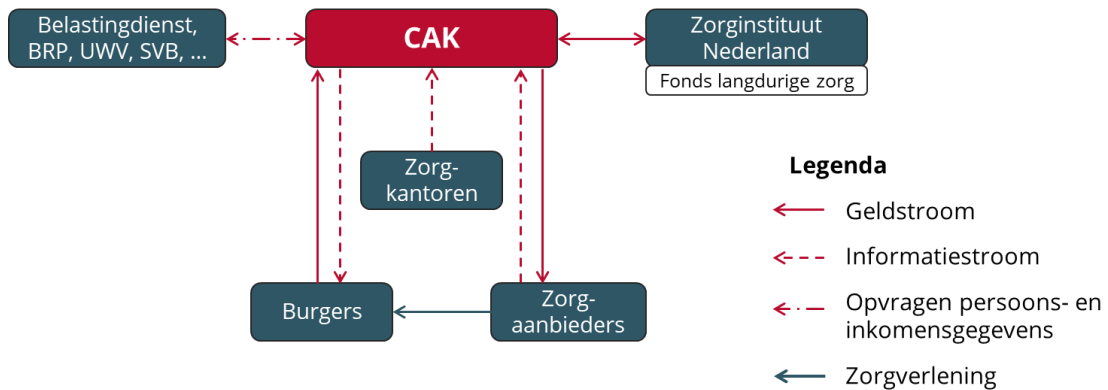 Belastingdienst,
BRP, UWV, SVB, ...
CAK
Zorginstituut
Nederland
Fonds langdurige zorg
Zorg-
kantoren
Burgers
Zorg-
aanbieders
Legenda
Geldstroom
Informatiestroom
Opvragen persoons- en
inkomensgegevens
Zorgverlening